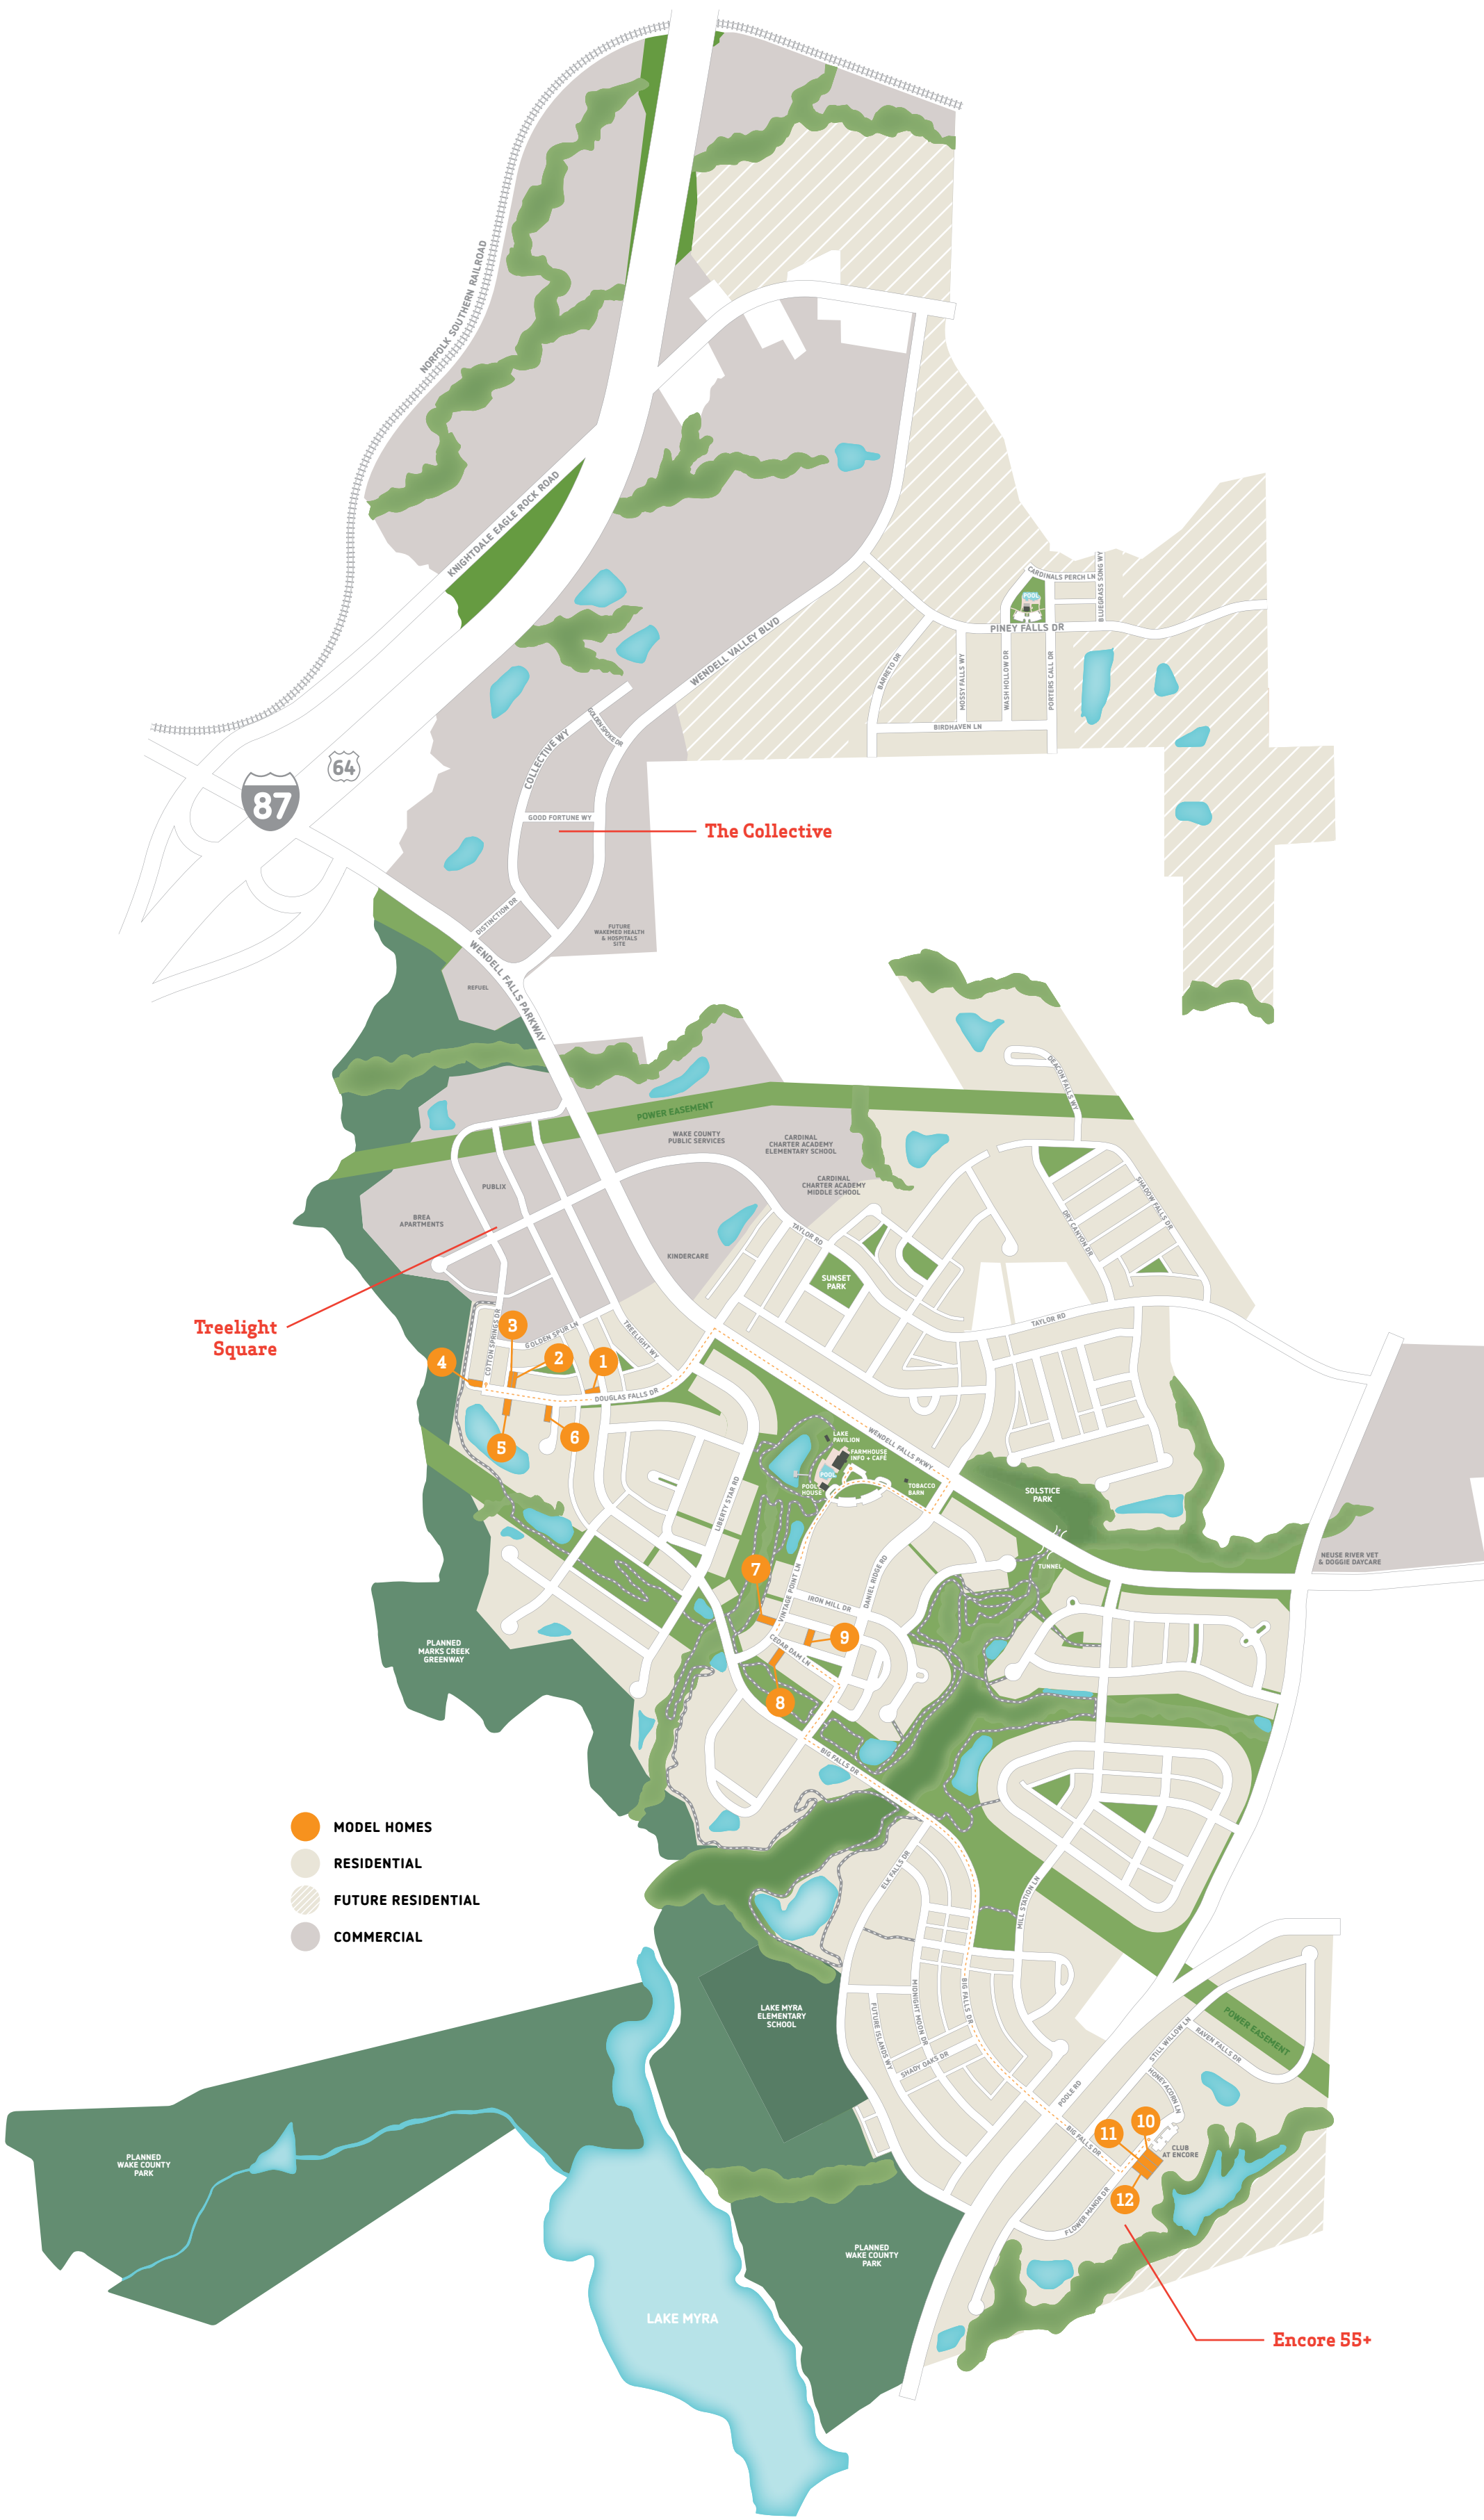 NORFOLK SOUTHERN RAILROAD
KNIGHTDALE EAGLE ROCK ROAD
CARDINALS PERCH LN
BLUEGRASS SONG WY
POOL
PINEY FALLS DR
WENDELL VALLEY BLVD
BARRETO DR
MOSSY FALLS WY
WASH HOLLOW DR
PORTERS CALL DR
BIRDHAVEN LN
GOLDEN SPOKE DR
COLLECTIVE WY
64
87
GOOD FORTUNE WY
The Collective
DISTINCTION DR
FUTURE
WAKEMED HEALTH
& HOSPITALS
SITE
WENDELL FALLS PARKWAY
REFUEL
DEACON FALLS WY
POWER EASEMENT
WAKE COUNTY
PUBLIC SERVICES
CARDINAL
CHARTER ACADEMY
ELEMENTARY SCHOOL
CARDINAL
CHARTER ACADEMY
MIDDLE SCHOOL
PUBLIX
BREA
APARTMENTS
SHADOW FALLS DR
DRY CANYON DR
TAYLOR RD
KINDERCARE
SUNSET
PARK
TAYLOR RD
Treelight
Square
COTTON SPRINGS DR
GOLDEN SPUR LN
TREELIGHT WY
3
4
2
1
DOUGLAS FALLS DR
5
6
WENDELL FALLS PKWY
LAKE
PAVILION
FARMHOUSE
INFO + CAFÉ
POOL
POOL
HOUSE
TOBACCO
BARN
SOLSTICE
PARK
LIBERTY STAR RD
TUNNEL
NEUSE RIVER VET
& DOGGIE DAYCARE
7
VINTAGE POINT LN
IRON MILL DR
DANIEL RIDGE RD
9
CEDAR DAM LN
8
PLANNED
MARKS CREEK
GREENWAY
BIG FALLS DR
MODEL HOMES
RESIDENTIAL
FUTURE RESIDENTIAL
COMMERCIAL
ELK FALLS DR
MILL STATION LN
LAKE MYRA
ELEMENTARY
SCHOOL
MIDNIGHT MOON DR
BIG FALLS DR
FUTURE ISLANDS WY
SHADY OAKS DR
POWER EASEMENT
STILL WILLOW LN
RAVEN FALLS DR
POOLE RD
HONEY ACORN LN
BIG FALLS DR
11
10
CLUB
AT ENCORE
12
FLOWER MANOR DR
PLANNED
WAKE COUNTY
PARK
PLANNED
WAKE COUNTY
PARK
LAKE MYRA
Encore 55+